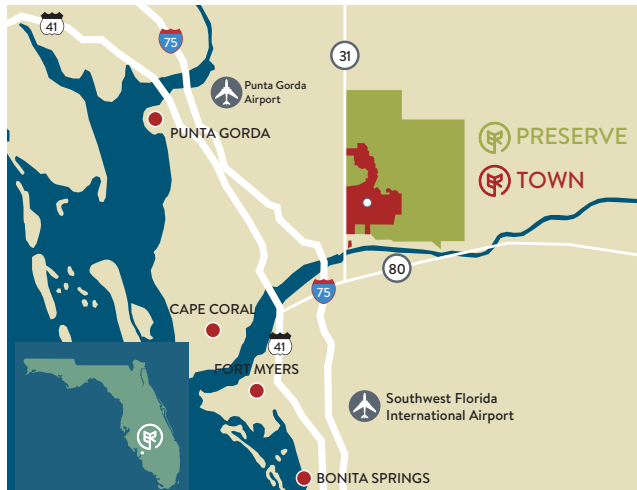 41
75
31
Punta Gorda
Airport
PUNTA GORDA
PRESERVE
TOWN
80
75
CAPE CORAL
41
FORT MYERS
Southwest Florida
International Airport
BONITA SPRINGS